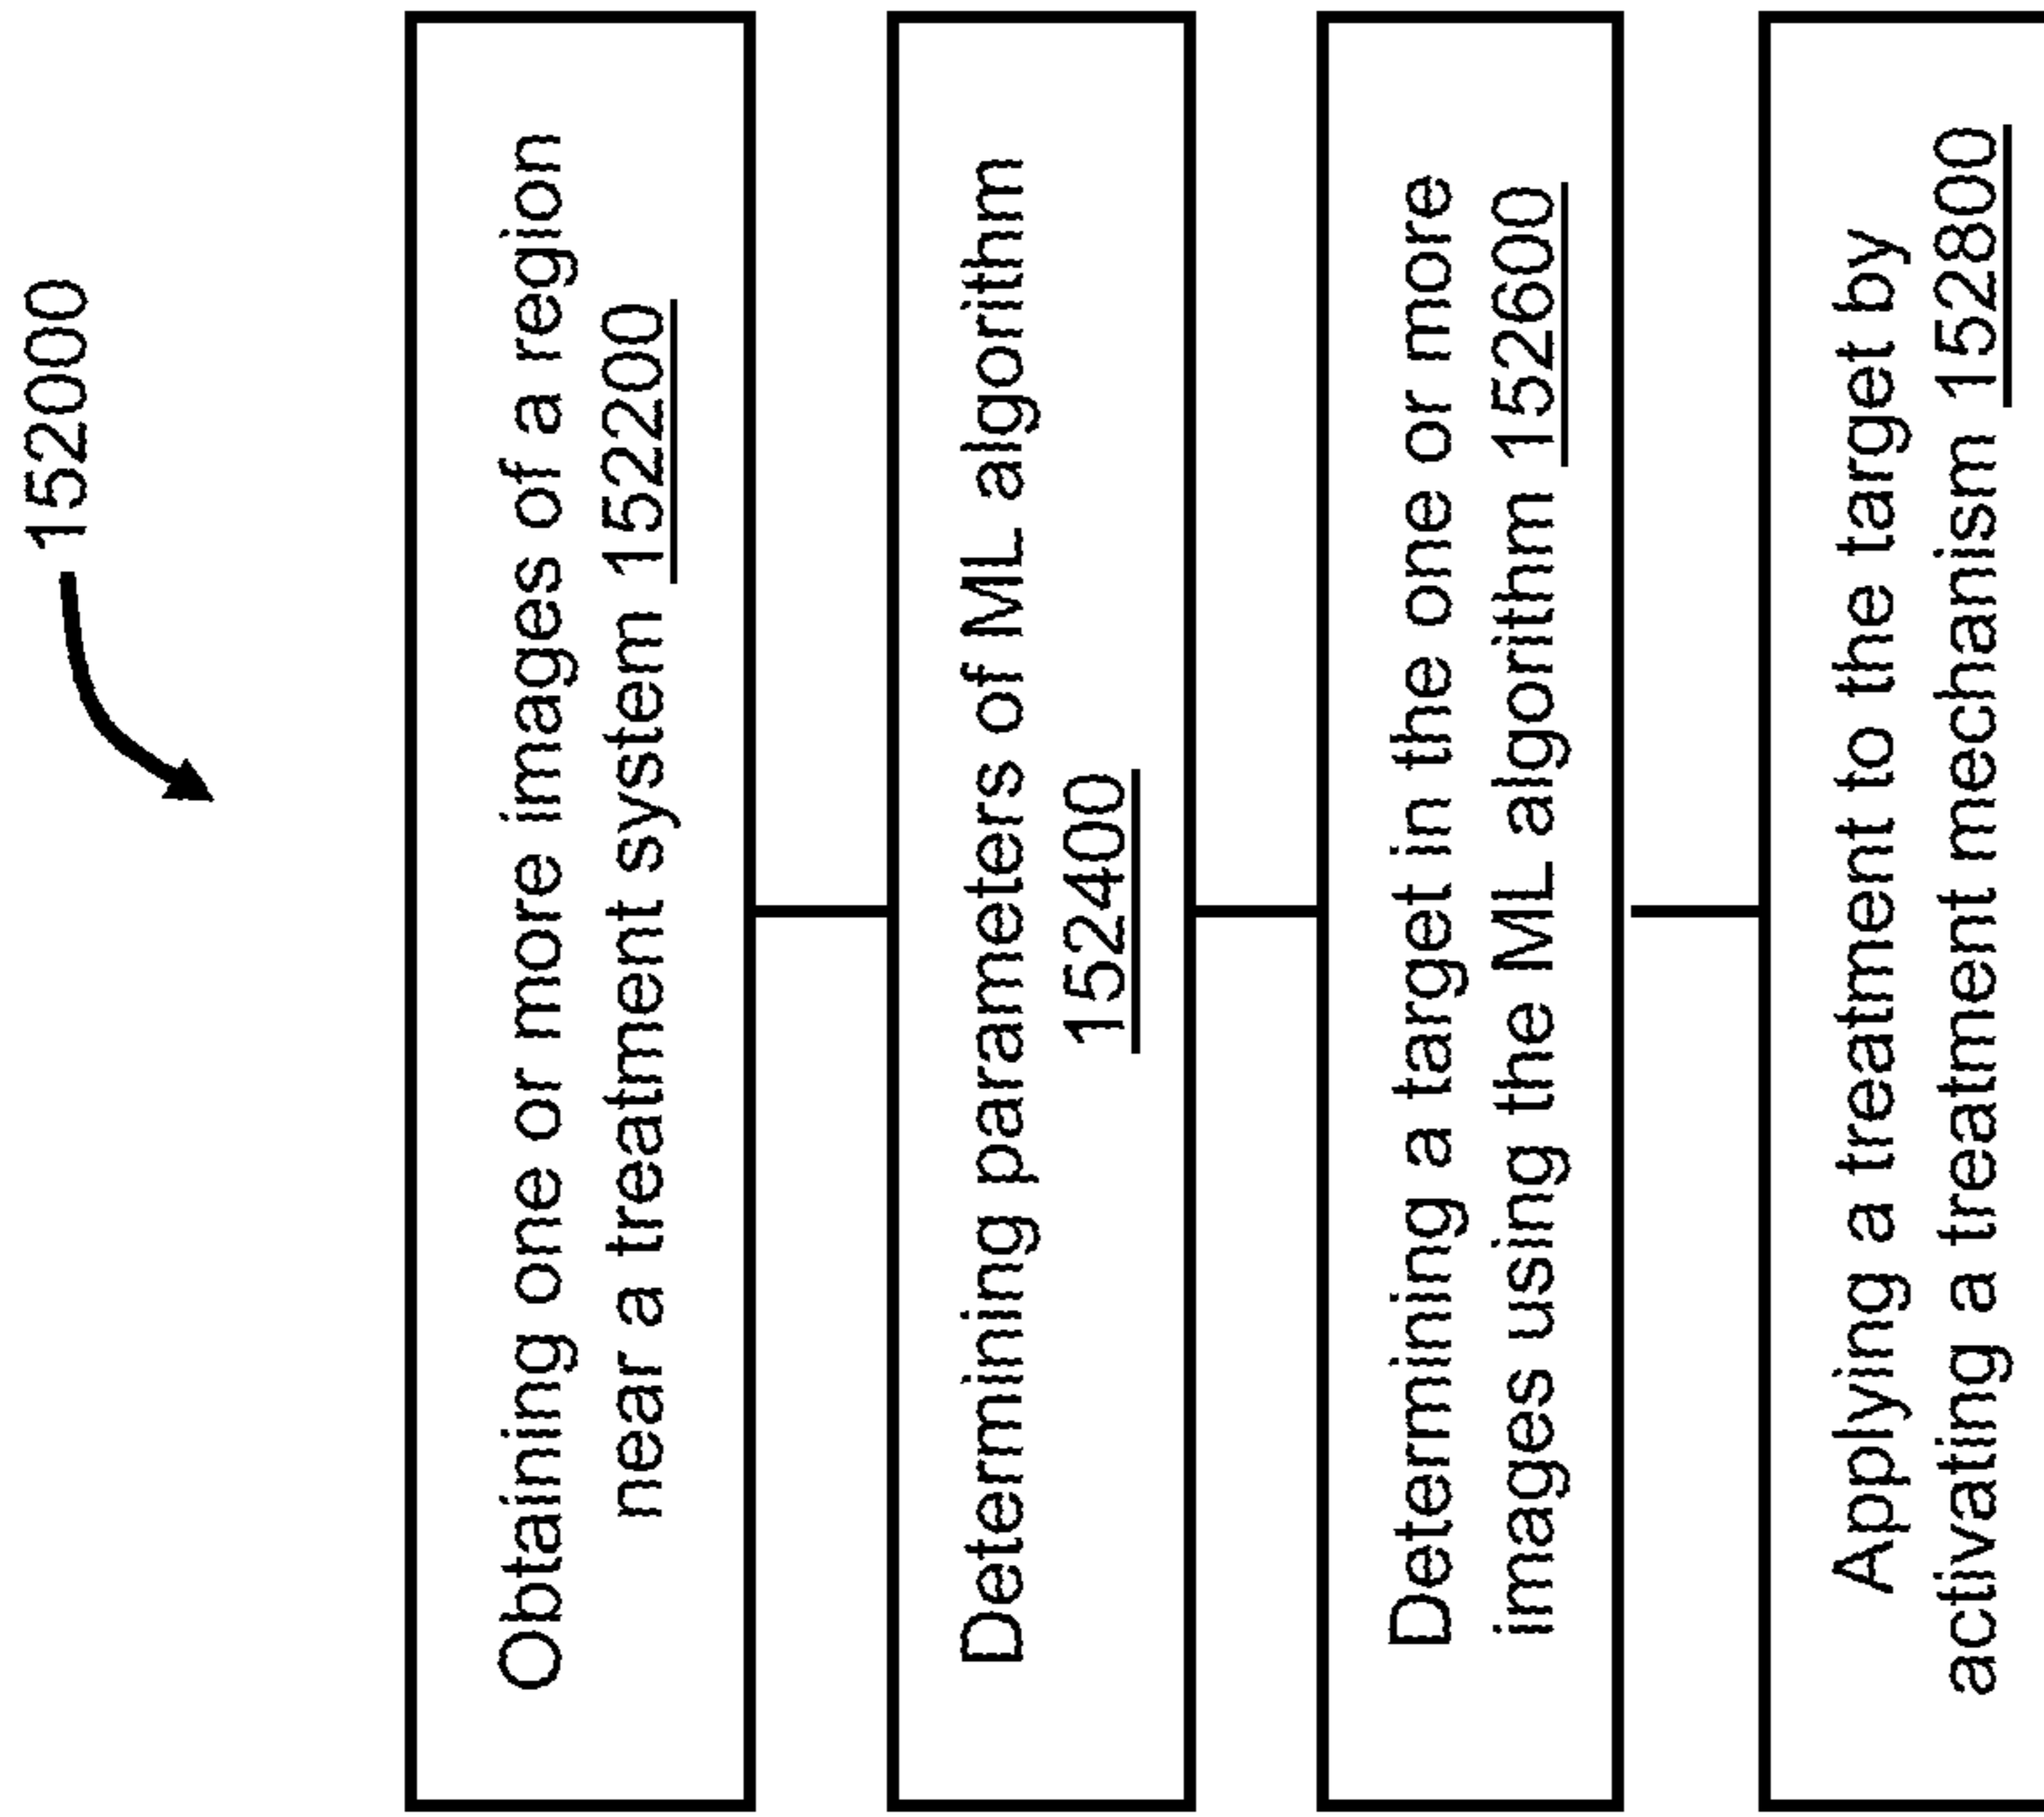 152000
Obtaining one or more images of a region
near a treatment system 152200
Determining parameters of ML algorithm
152400
Determining a target in the one or more
images using the ML algorithm 152600
Applying a treatment to the target by
activating a treatment mechanism 152800